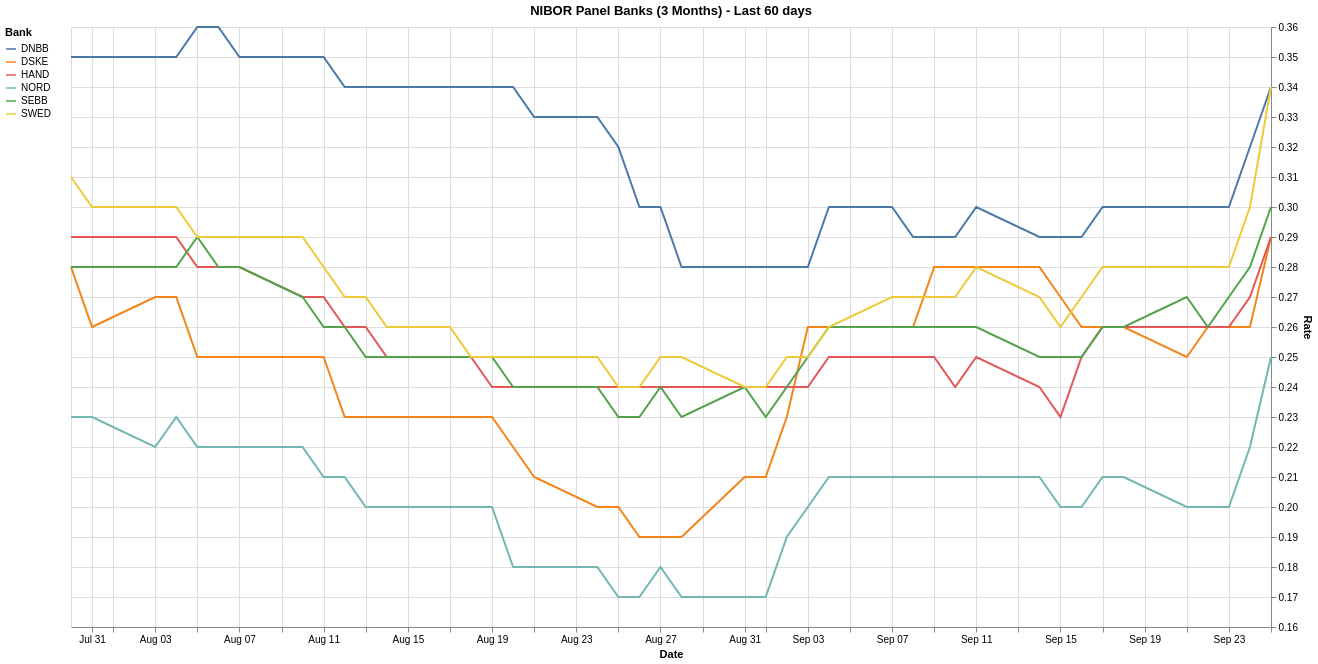 NIBOR Panel Banks (3 Months) - Last 60 days
Bank
DNBB
DSKE
HAND
NORD
SEBB
SWED
0.36
0.35
0.34
0.33
0.32
0.31
0.30
0.29
0.28
0.27
0.26
0.25
0.24
0.23
0.22
0.21
0.20
0.19
0.18
0.17
0.16
Rate
Jul 31 Aug 03 Aug 07 Aug 11 Aug 15 Aug 19 Aug 23 Aug 27 Aug 31 Sep 03 Sep 07 Sep 11 Sep 15 Sep 19 Sep 23
Date